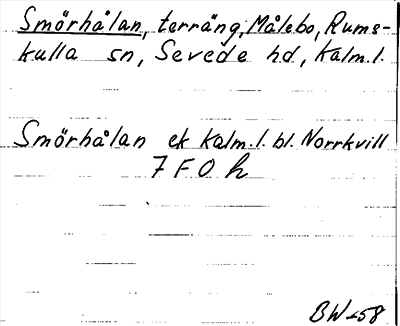 Smörhålan, terräng, Målebo, Rums-
kulla sn, Sevede hd, Kalm.l.
Smörhålan ek Kalm.l. bl. Norrkvill
7 F 0 h
BW -58